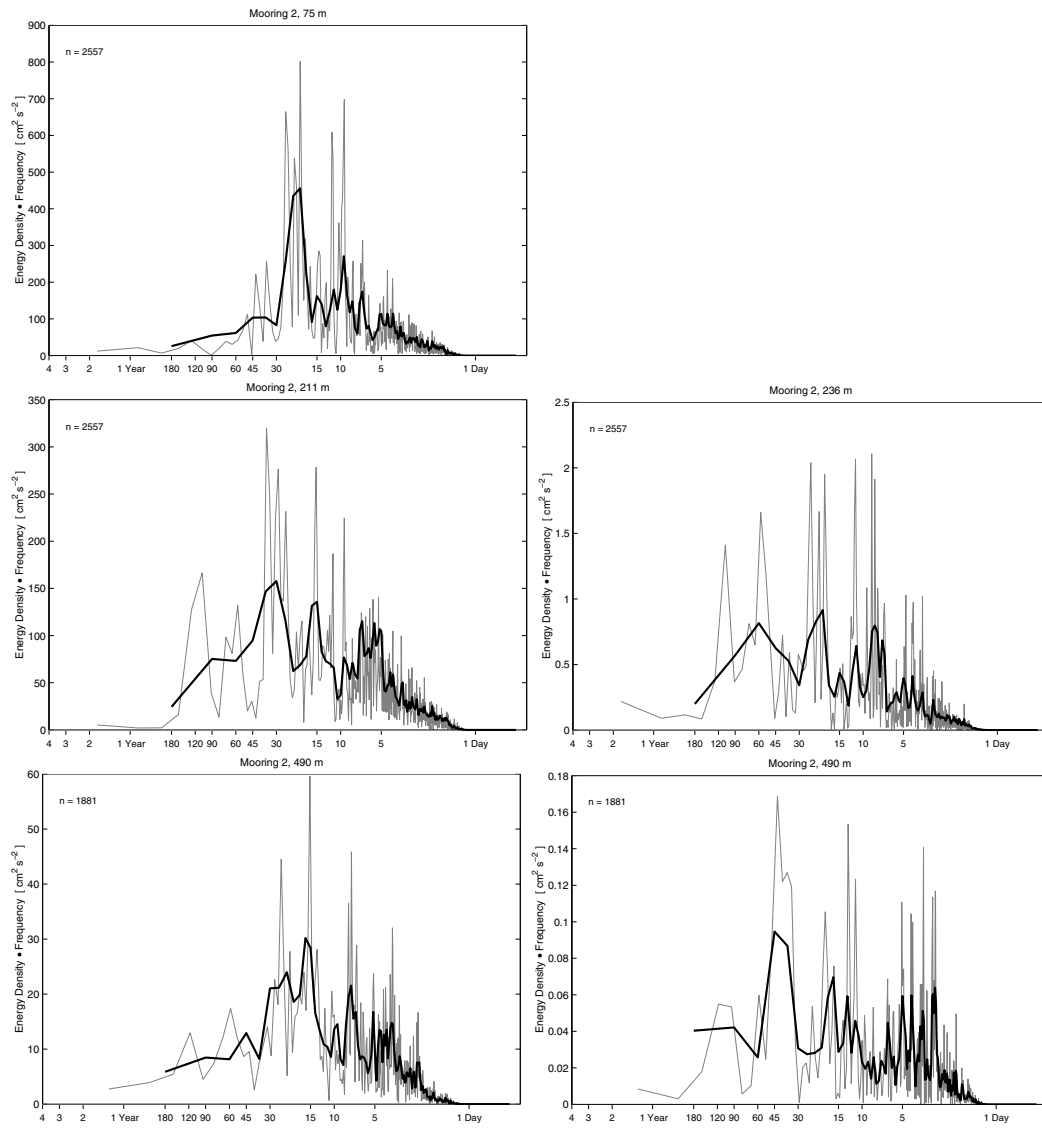 Mooring 2, 75 m
n = 2557
Energy Density • Frequency [ cm² s⁻² ]
900
800
700
600
500
400
300
200
100
0
4 3 2 1 Year 180 120 90 60 45 30 15 10 5 1 Day
Mooring 2, 211 m
n = 2557
Energy Density • Frequency [ cm² s⁻² ]
350
300
250
200
150
100
50
0
4 3 2 1 Year 180 120 90 60 45 30 15 10 5 1 Day
Mooring 2, 236 m
n = 2557
Energy Density • Frequency [ cm² s⁻² ]
2.5
2
1.5
1
0.5
0
4 3 2 1 Year 180 120 90 60 45 30 15 10 5 1 Day
Mooring 2, 490 m
n = 1881
Energy Density • Frequency [ cm² s⁻² ]
60
50
40
30
20
10
0
4 3 2 1 Year 180 120 90 60 45 30 15 10 5 1 Day
Mooring 2, 490 m
n = 1881
Energy Density • Frequency [ cm² s⁻² ]
0.18
0.16
0.14
0.12
0.1
0.08
0.06
0.04
0.02
0
4 3 2 1 Year 180 120 90 60 45 30 15 10 5 1 Day